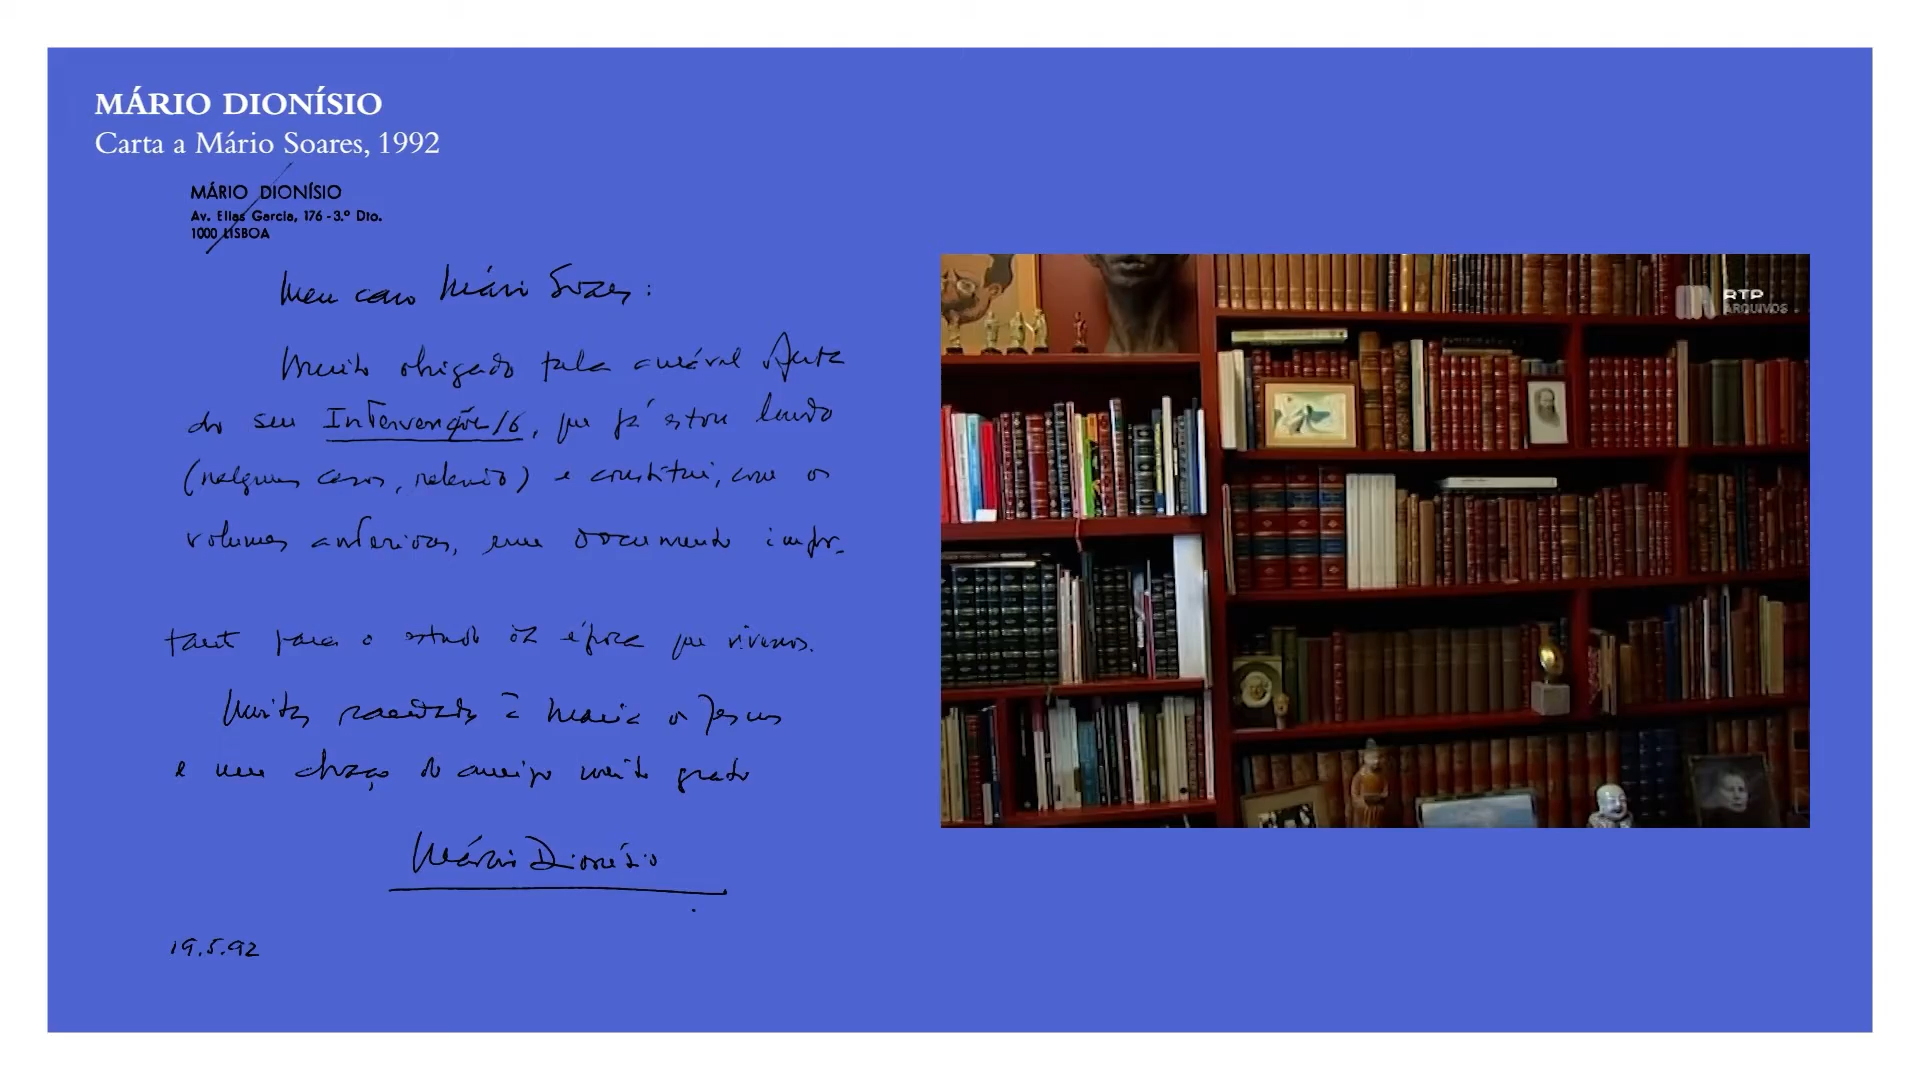 MÁRIO DIONÍSIO
Carta a Mário Soares, 1992
MÁRIO DIONÍSIO
Av. Elias Garcia, 176 - 3.º Dto.
1000 LISBOA
Meu caro Mário Soares:
Muito obrigado pela amável oferta
do seu Intervenções/6, que já estou lendo
(nalguns casos, relendo) e constitui, com os
volumes anteriores, um documento impor-
tante para o estudo da época que vivemos.
Muitas saudades à Maria de Jesus
e um abraço do amigo muito grato
Mário Dionísio
19.5.92
RTP
ARQUIVOS